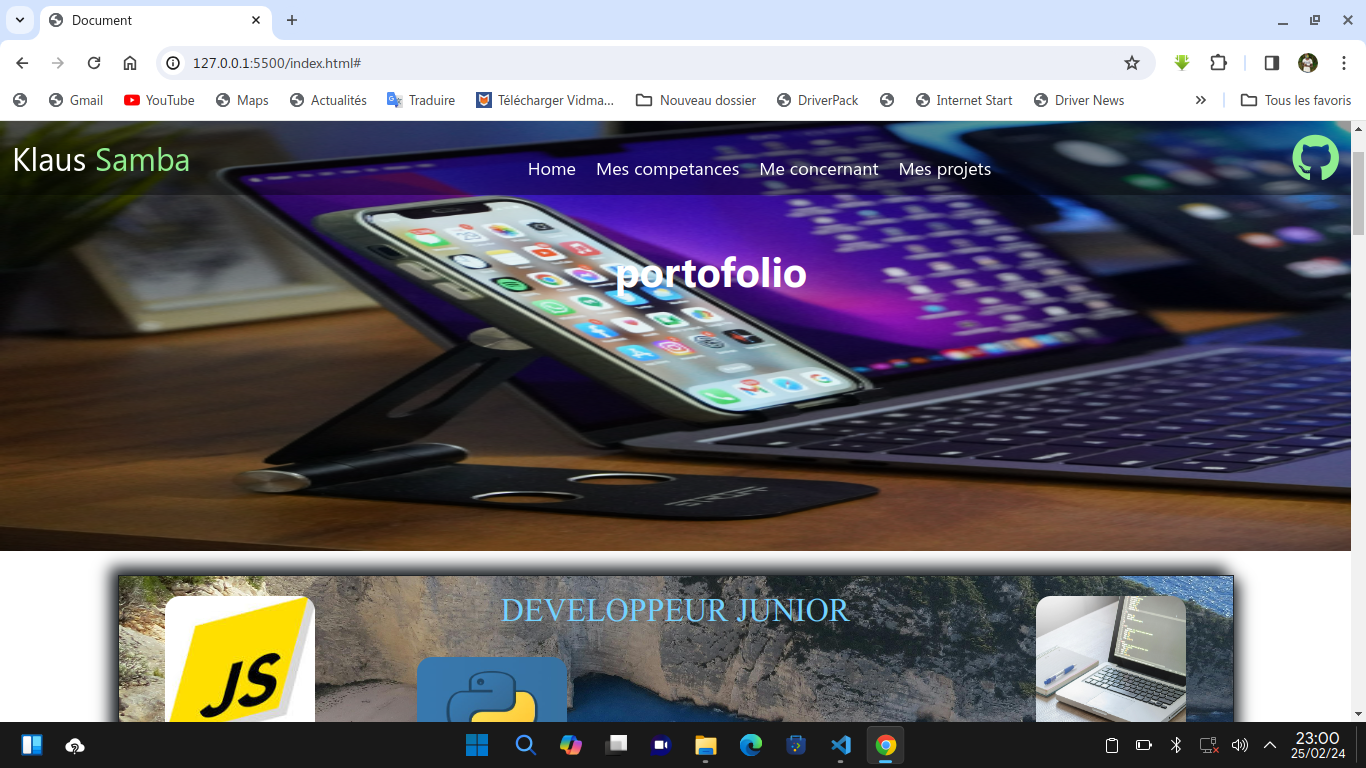 Document
127.0.0.1:5500/index.html#
Gmail YouTube Maps Actualités Traduire Télécharger Vidma... Nouveau dossier DriverPack Internet Start Driver News » Tous les favoris
Klaus Samba
Home Mes competances Me concernant Mes projets
portofolio
DEVELOPPEUR JUNIOR
JS
23:00
25/02/24